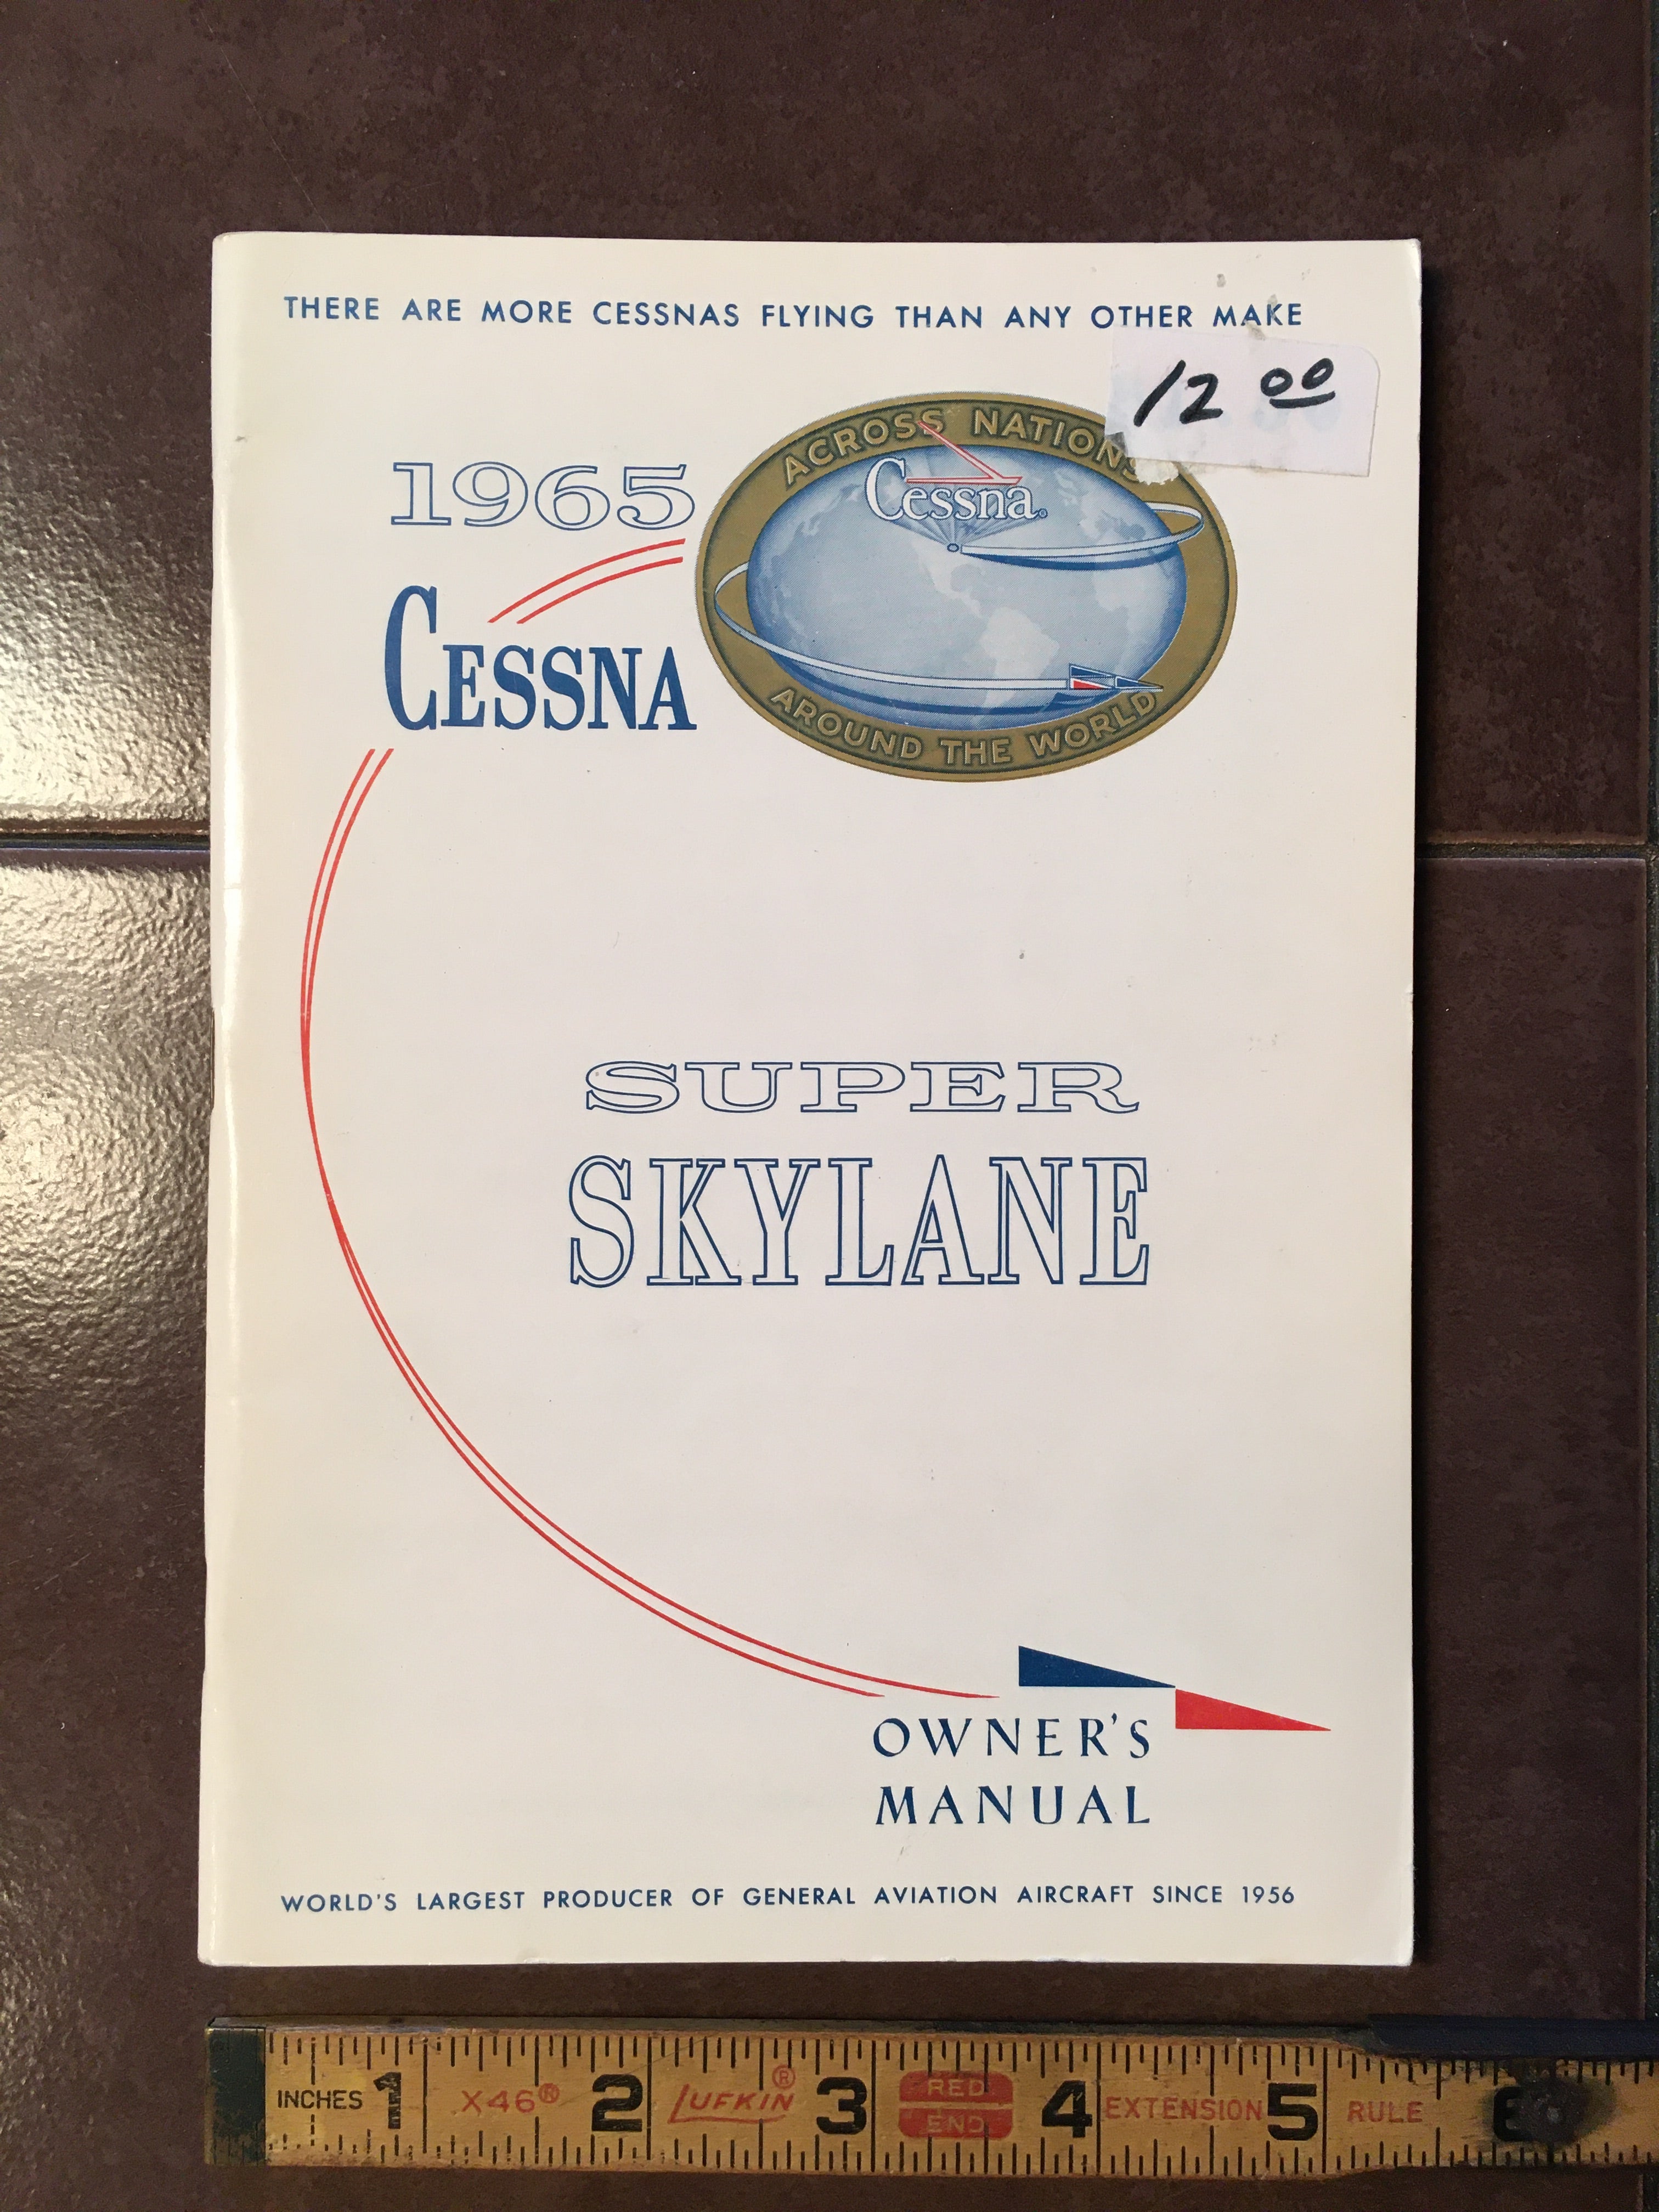 THERE ARE MORE CESSNAS FLYING THAN ANY OTHER MAKE
12 00
ACROSS NATIONS
Cessna®
AROUND THE WORLD
1965
CESSNA
SUPER
SKYLANE
OWNER'S
MANUAL
WORLD'S LARGEST PRODUCER OF GENERAL AVIATION AIRCRAFT SINCE 1956
INCHES 1 X46® 2 LUFKIN® 3 RED END 4 EXTENSION 5 RULE 6